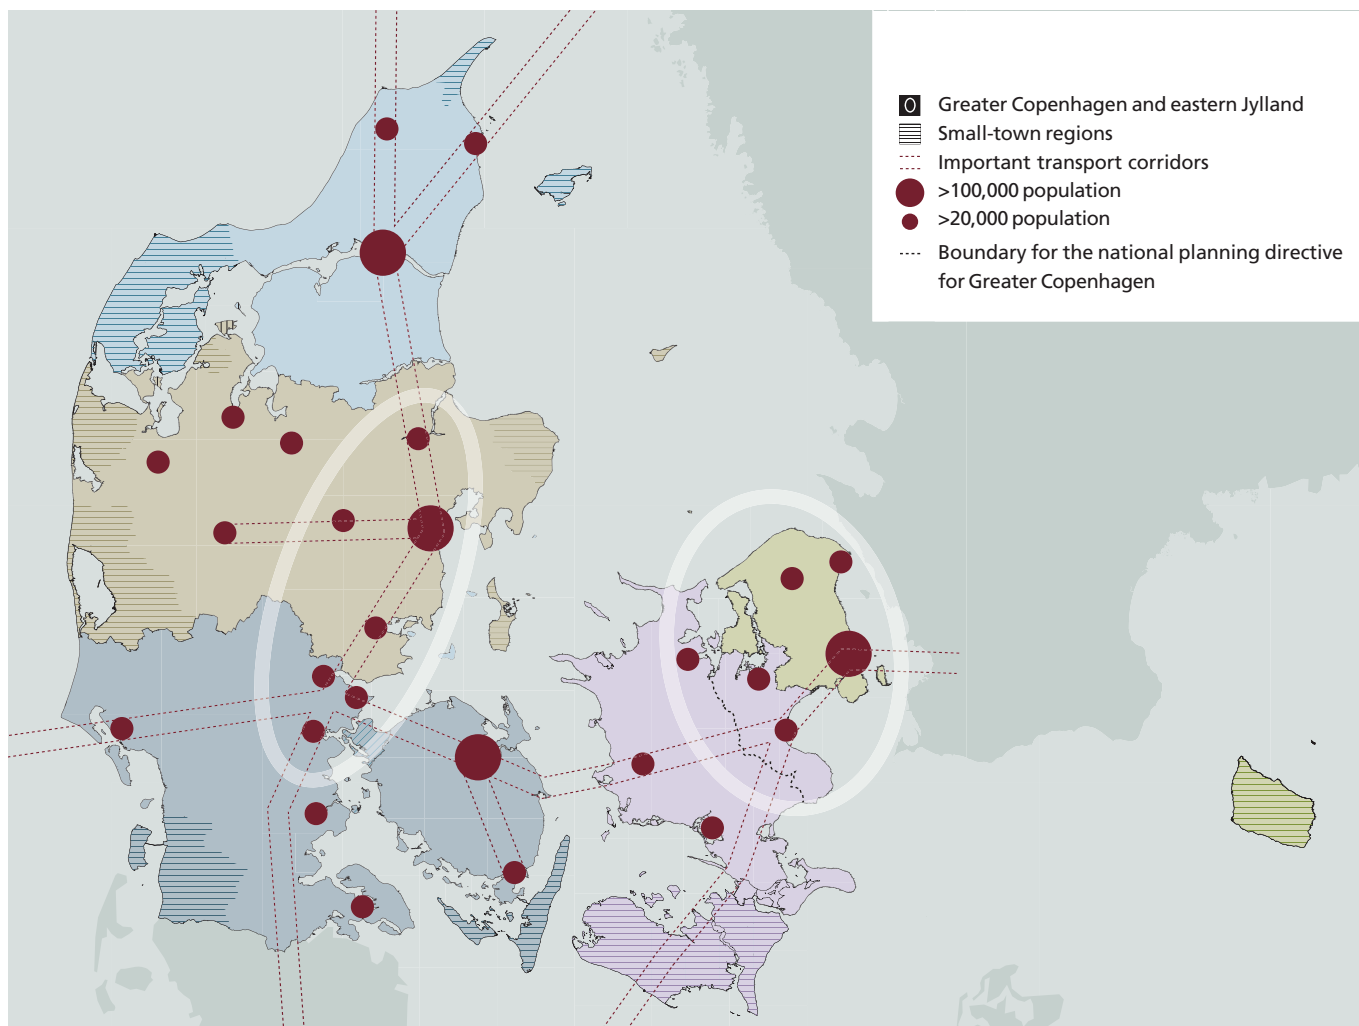 Greater Copenhagen and eastern Jylland
Small-town regions
Important transport corridors
>100,000 population
>20,000 population
Boundary for the national planning directive
for Greater Copenhagen